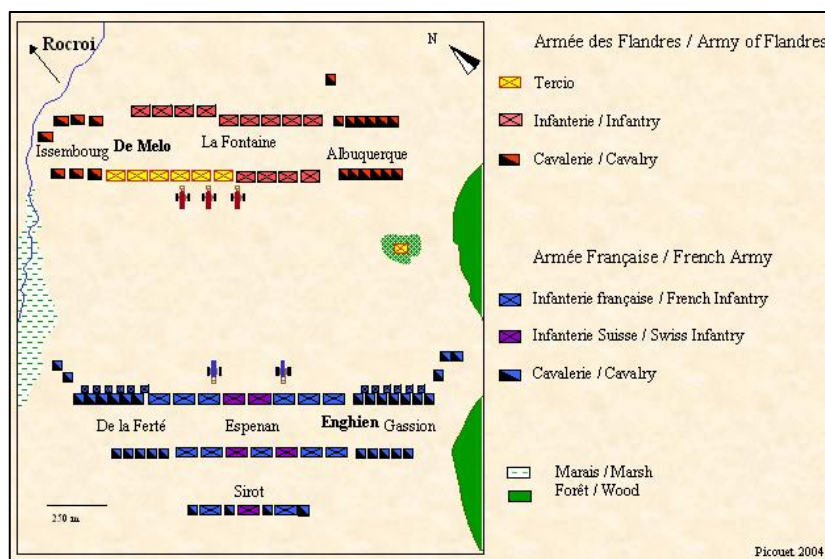 Rocroi
N
Issembourg
De Melo
La Fontaine
Albuquerque
De la Ferté
Espenan
Enghien
Gassion
Sirot
250 m
Armée des Flandres / Army of Flandres
Tercio
Infanterie / Infantry
Cavalerie / Cavalry
Armée Française / French Army
Infanterie française / French Infantry
Infanterie Suisse / Swiss Infantry
Cavalerie / Cavalry
Marais / Marsh
Forêt / Wood
Picouet 2004